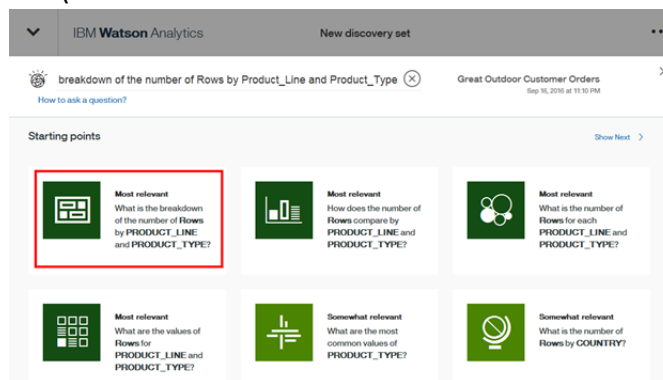 IBM Watson Analytics
New discovery set
breakdown of the number of Rows by Product_Line and Product_Type
Great Outdoor Customer Orders
Sep 16, 2016 at 11:10 PM
How to ask a question?
Starting points
Show Next
Most relevant
What is the breakdown
of the number of Rows
by PRODUCT_LINE
and PRODUCT_TYPE?
Most relevant
How does the number of
Rows compare by
PRODUCT_LINE and
PRODUCT_TYPE?
Most relevant
What is the number of
Rows for each
PRODUCT_LINE and
PRODUCT_TYPE?
Most relevant
What are the values of
Rows for
PRODUCT_LINE and
PRODUCT_TYPE?
Somewhat relevant
What are the most
common values of
PRODUCT_TYPE?
Somewhat relevant
What is the number of
Rows by COUNTRY?